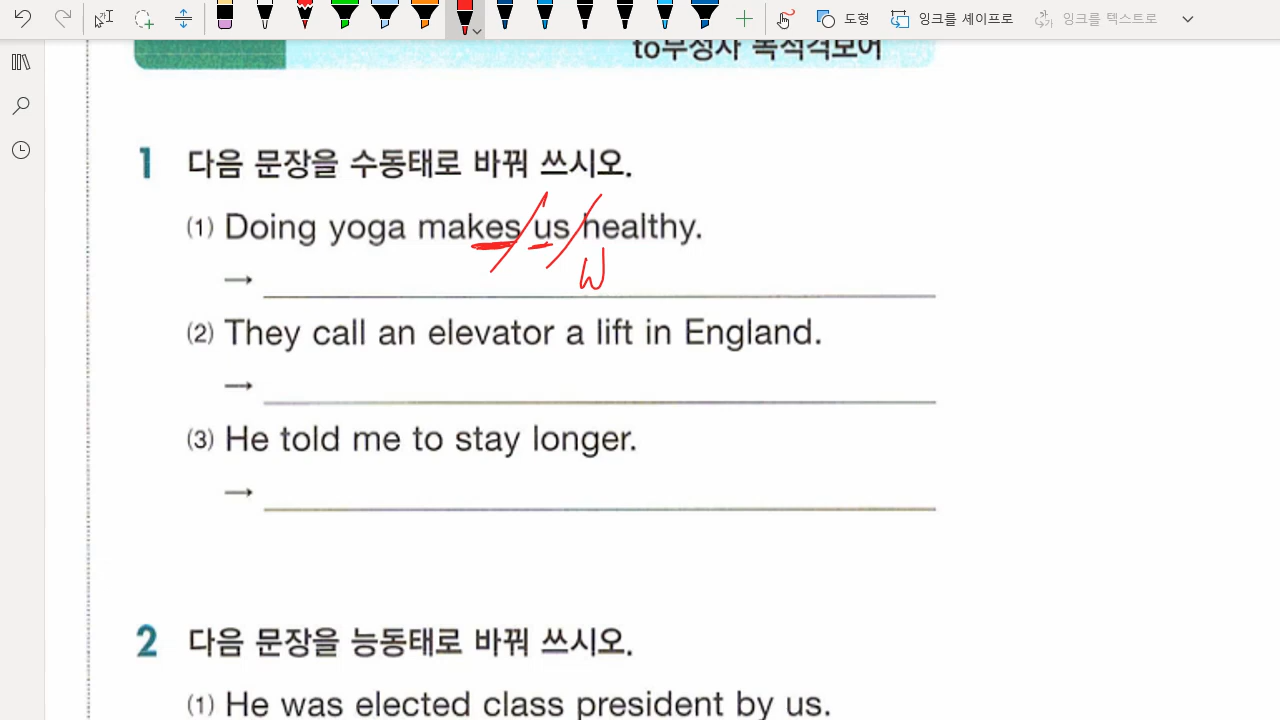 도형 잉크를 셰이프로 잉크를 텍스트로
to부정사 목적격보어
1 다음 문장을 수동태로 바꿔 쓰시오.
(1) Doing yoga makes us healthy.
→
W
(2) They call an elevator a lift in England.
→
(3) He told me to stay longer.
→
2 다음 문장을 능동태로 바꿔 쓰시오.
(1) He was elected class president by us.